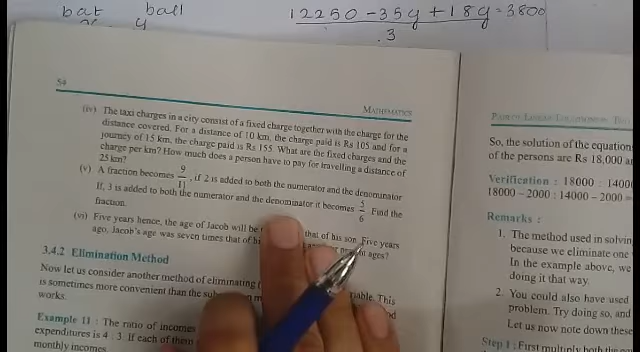 bat ball
x y
12250 - 35y + 18y = 3800
3
54
MATHEMATICS
(iv) The taxi charges in a city consist of a fixed charge together with the charge for the
distance covered. For a distance of 10 km, the charge paid is Rs 105 and for a
journey of 15 km, the charge paid is Rs 155. What are the fixed charges and the
charge per km? How much does a person have to pay for travelling a distance of
25 km?
(v) A fraction becomes 9/11, if 2 is added to both the numerator and the denominator
If, 3 is added to both the numerator and the denominator it becomes 5/6. Find the
fraction.
(vi) Five years hence, the age of Jacob will be that of his son. Five years
ago, Jacob's age was seven times that of ages?
3.4.2 Elimination Method
Now let us consider another method of eliminating This
is sometimes more convenient than the
works.
Example 11 : The ratio of incomes
expenditures is 4 : 3. If each of them
monthly incomes.
So, the solution of the equation
of the persons are Rs 18,000
Verification : 18000 : 1400
18000 – 2000 : 14000 – 2000 =
Remarks :
1. The method used in solvin
because we eliminate one
In the example above, we
doing it that way.
2. You could also have used
problem. Try doing so, and
Let us now note down these
Step 1 : First multiply both the